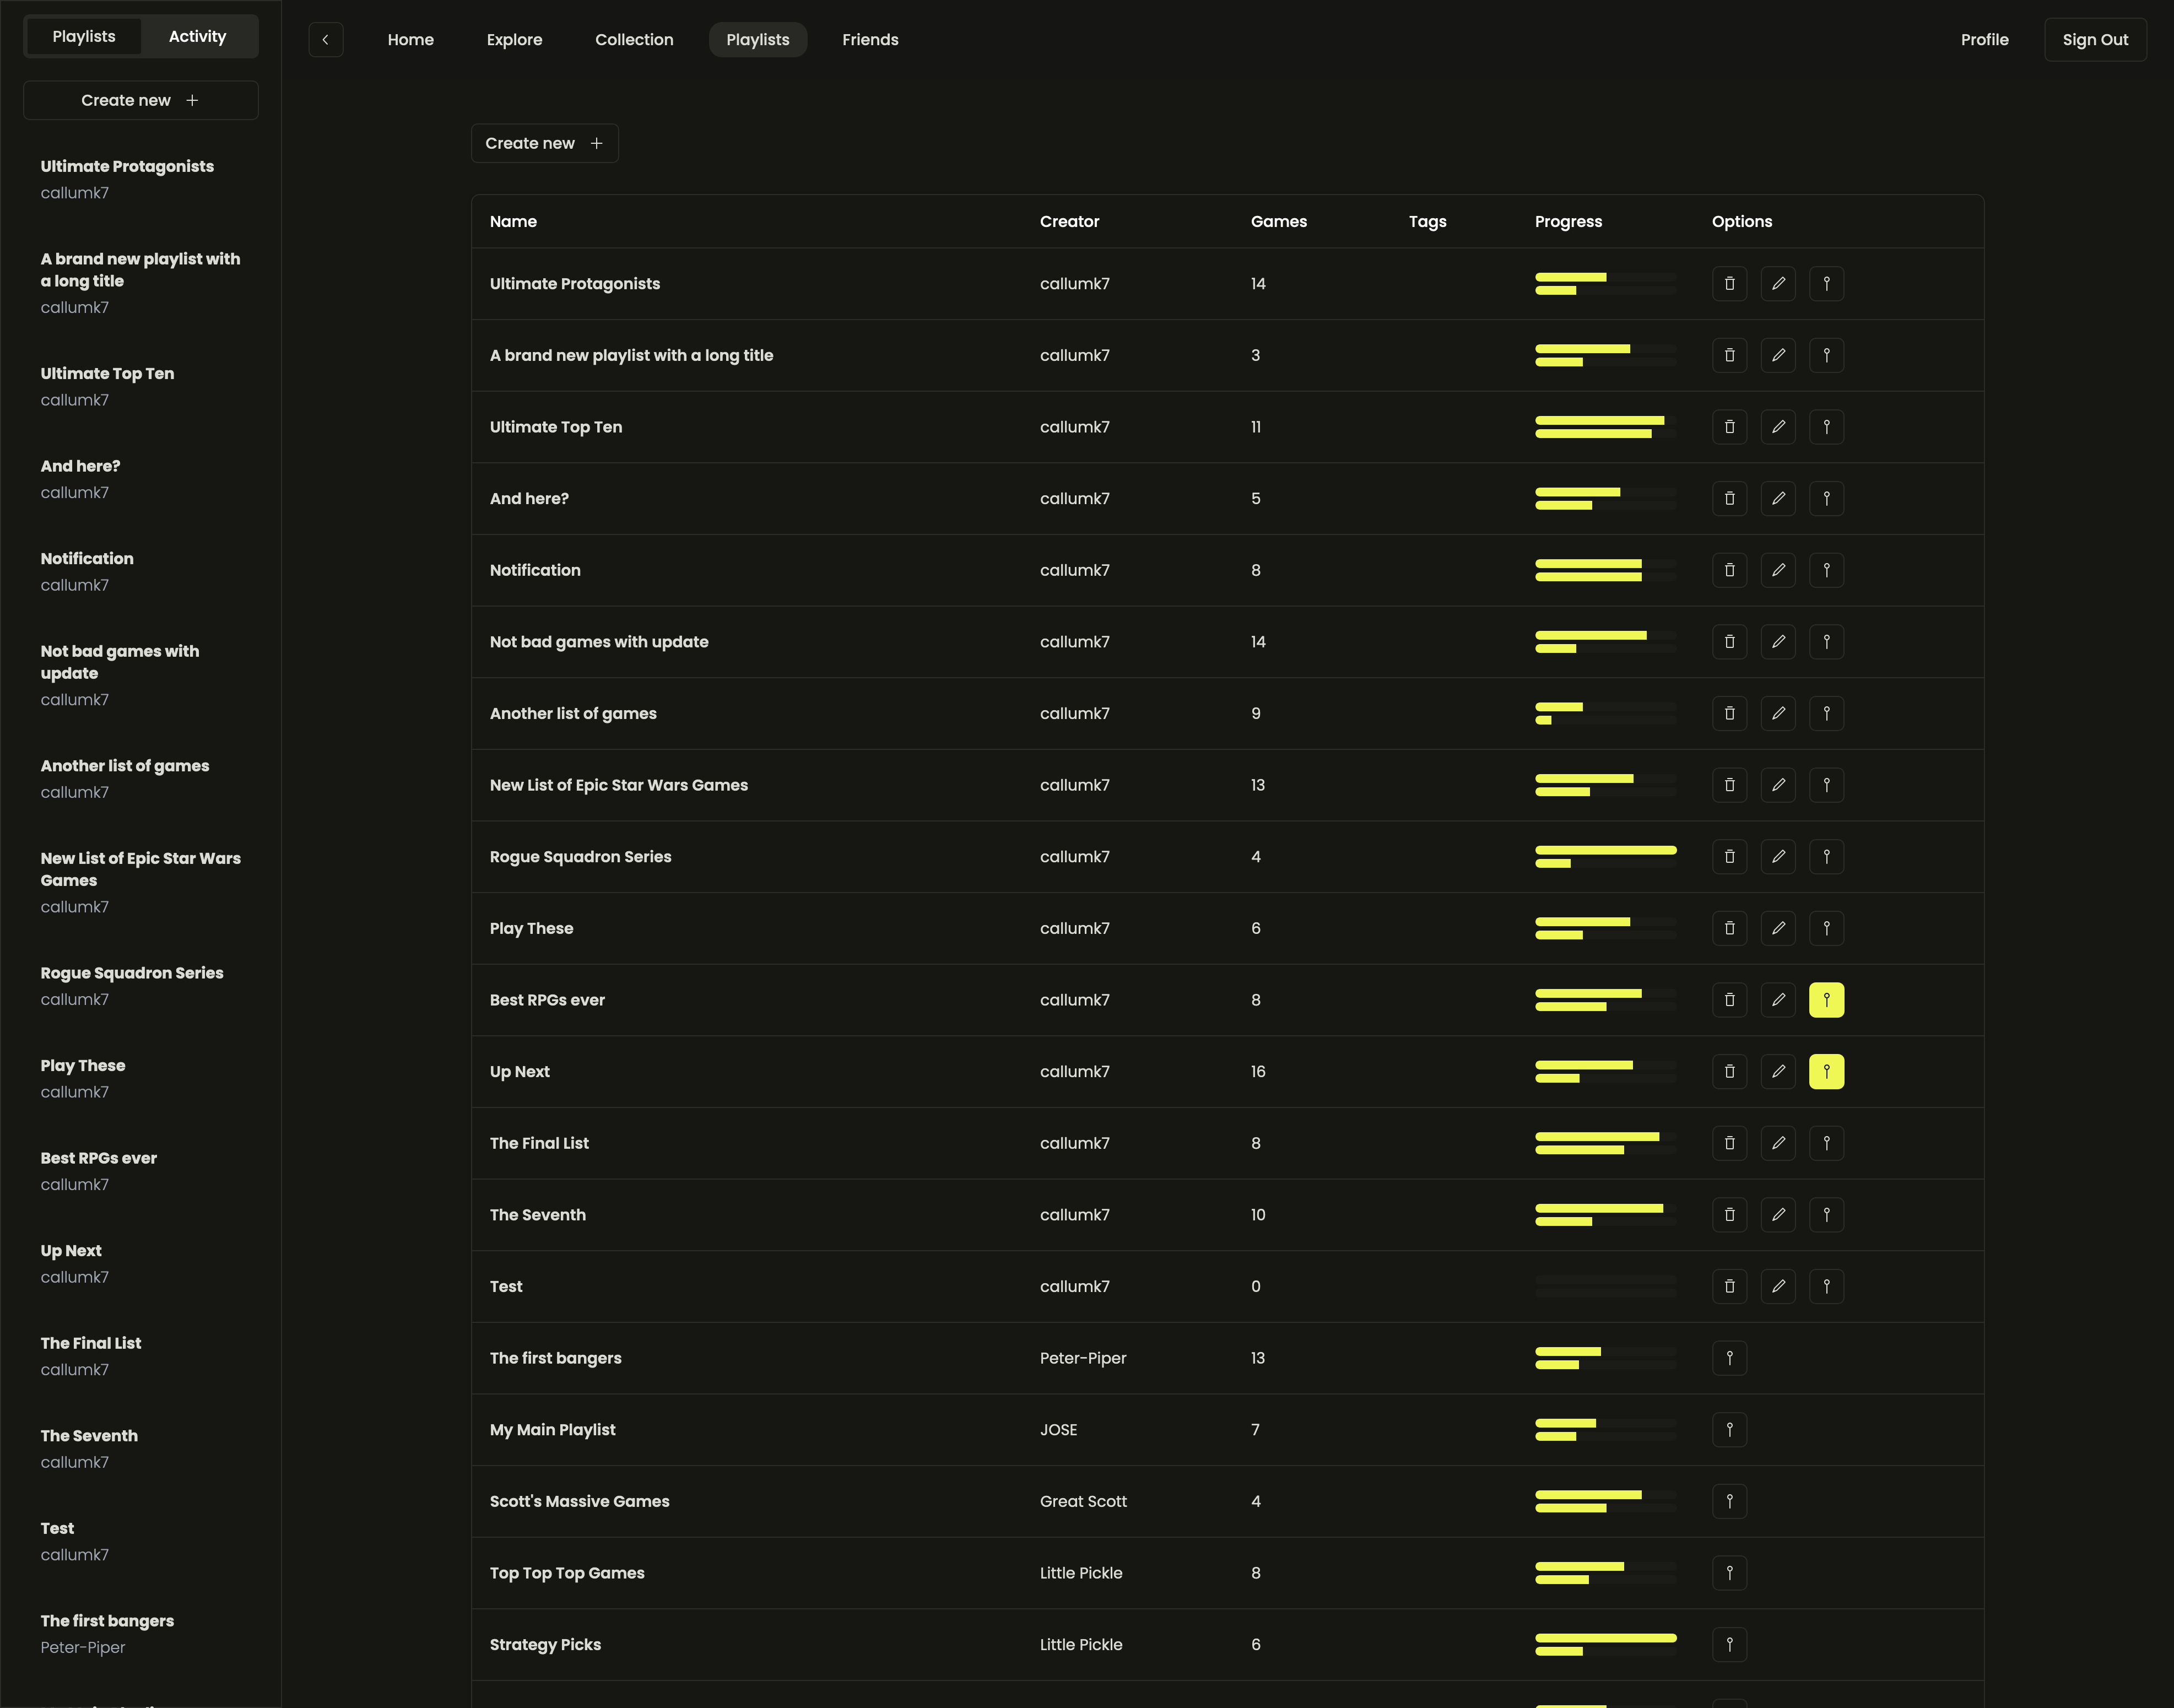 Playlists
Activity
Create new
Ultimate Protagonists
callumk7
A brand new playlist with
a long title
callumk7
Ultimate Top Ten
callumk7
And here?
callumk7
Notification
callumk7
Not bad games with
update
callumk7
Another list of games
callumk7
New List of Epic Star Wars
Games
callumk7
Rogue Squadron Series
callumk7
Play These
callumk7
Best RPGs ever
callumk7
Up Next
callumk7
The Final List
callumk7
The Seventh
callumk7
Test
callumk7
The first bangers
Peter-Piper
Home Explore Collection Playlists Friends Profile Sign Out
Create new
Name Creator Games Tags Progress Options
Ultimate Protagonists callumk7 14
A brand new playlist with a long title callumk7 3
Ultimate Top Ten callumk7 11
And here? callumk7 5
Notification callumk7 8
Not bad games with update callumk7 14
Another list of games callumk7 9
New List of Epic Star Wars Games callumk7 13
Rogue Squadron Series callumk7 4
Play These callumk7 6
Best RPGs ever callumk7 8
Up Next callumk7 16
The Final List callumk7 8
The Seventh callumk7 10
Test callumk7 0
The first bangers Peter-Piper 13
My Main Playlist JOSE 7
Scott's Massive Games Great Scott 4
Top Top Top Games Little Pickle 8
Strategy Picks Little Pickle 6